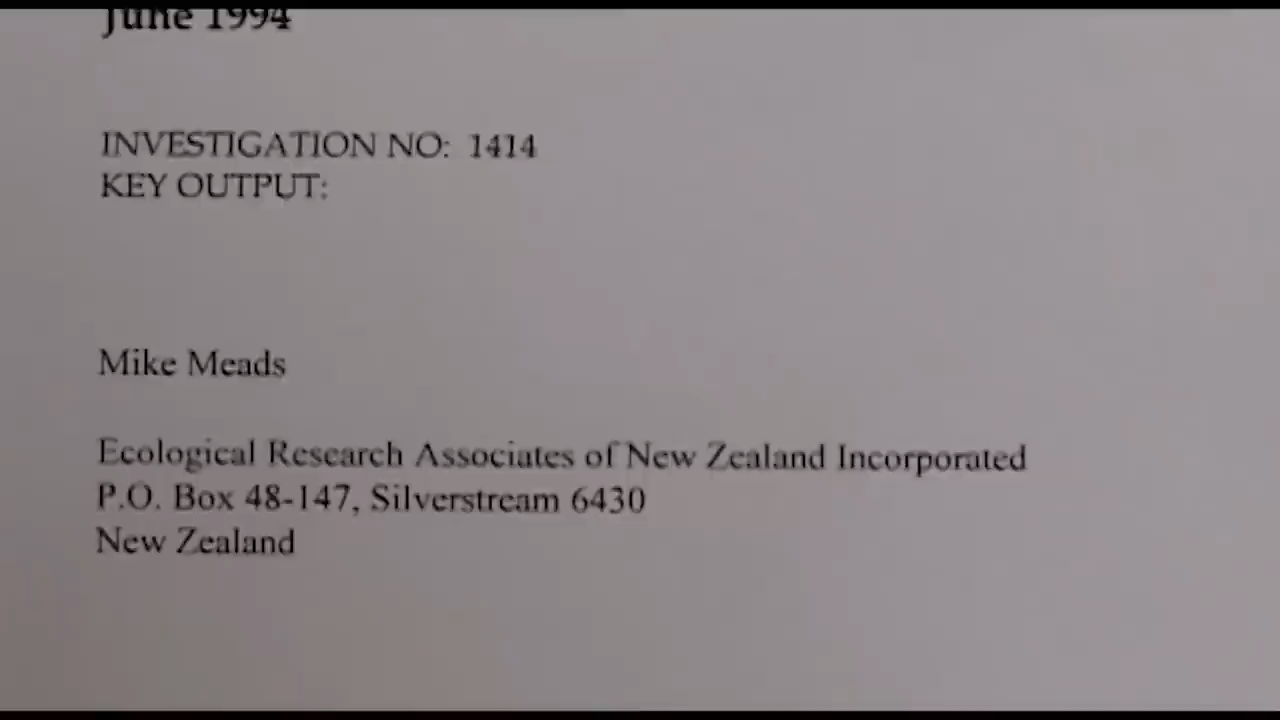 June 1994
INVESTIGATION NO: 1414
KEY OUTPUT:
Mike Meads
Ecological Research Associates of New Zealand Incorporated
P.O. Box 48-147, Silverstream 6430
New Zealand